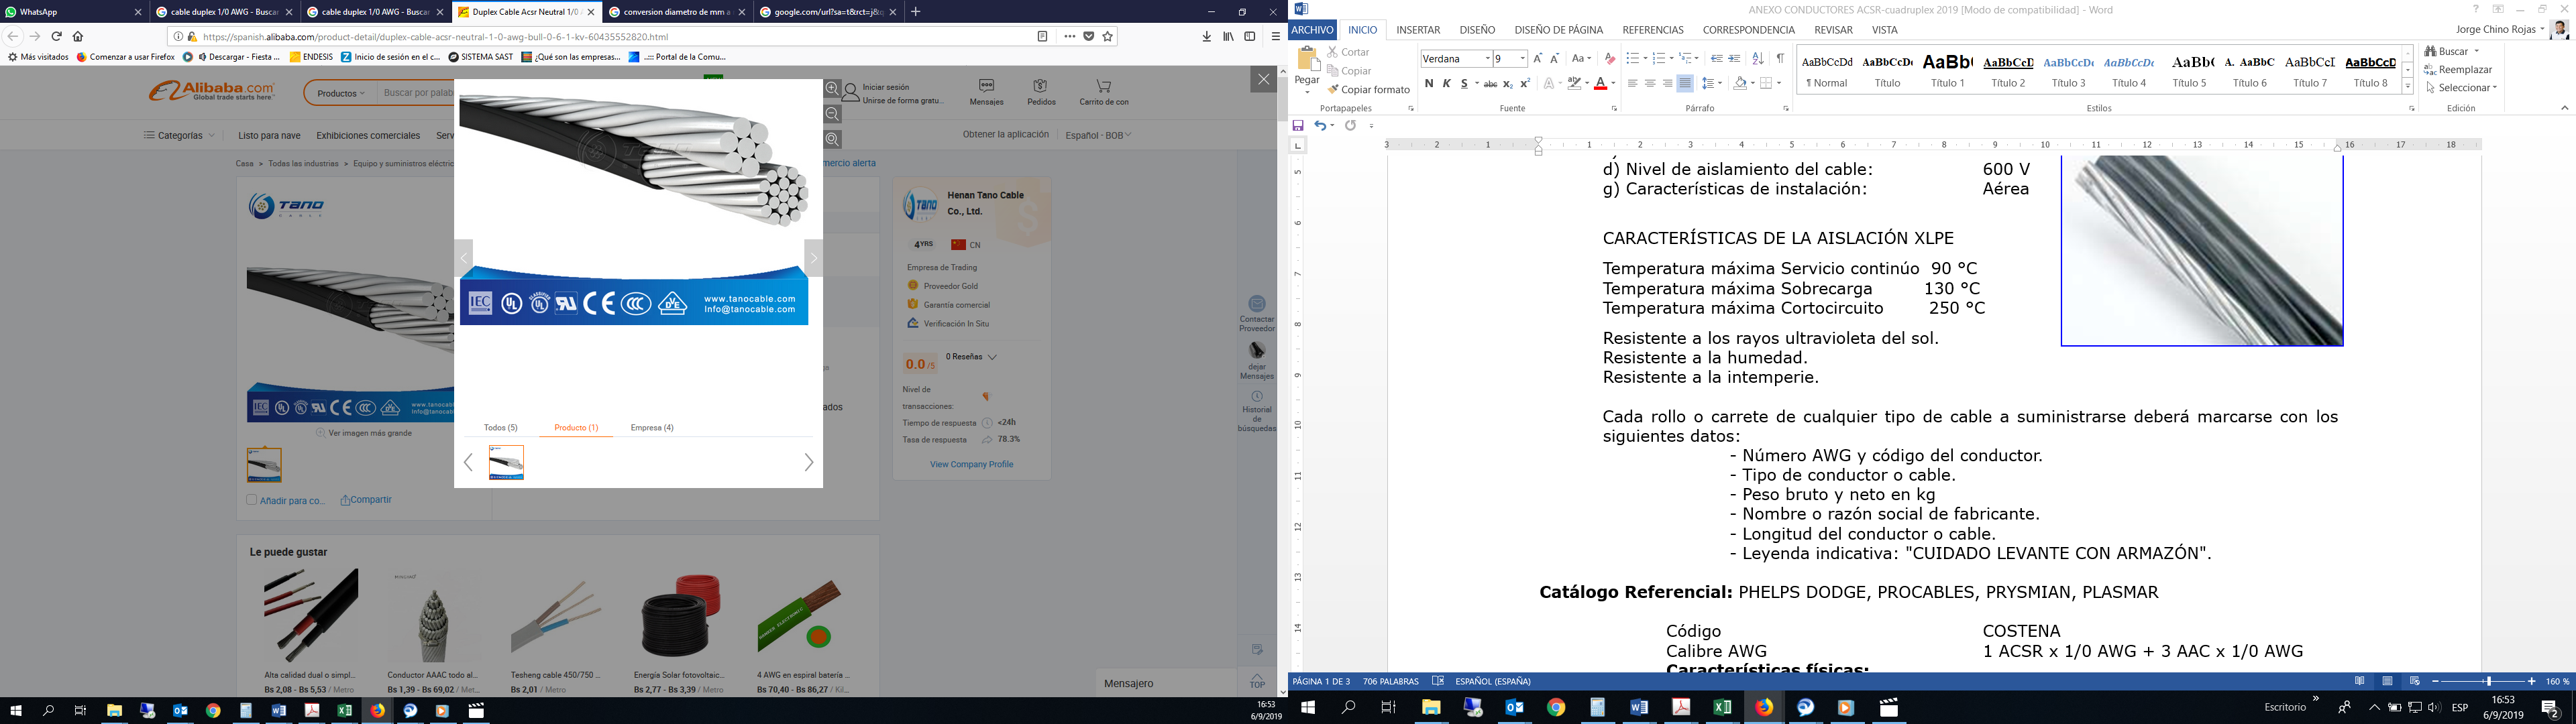 WhatsApp
cable duplex 1/0 AWG - Buscar
cable duplex 1/0 AWG - Buscar
Duplex Cable Acsr Neutral 1/0
conversion diametro de mm a
google.com/url?sa=t&rct=j&q
https://spanish.alibaba.com/product-detail/duplex-cable-acsr-neutral-1-0-awg-bull-0-6-1-kv-60435552820.html
Más visitados
Comenzar a usar Firefox
Descargar - Fiesta ...
ENDESIS
Inicio de sesión en el c...
SISTEMA SAST
¿Qué son las empresas...
Portal de la Comu...
Alibaba.com
Global trade starts here.™
Productos
Buscar por palab
Iniciar sesión
Unirse de forma gratu...
Mensajes
Pedidos
Carrito de con
Categorías
Listo para nave
Exhibiciones comerciales
Serv
Obtener la aplicación
Español - BOB
Casa > Todas las industrias > Equipo y suministros eléctric
mercio alerta
TANO
CABLE
Henan Tano Cable
Co., Ltd.
4YRS
CN
Empresa de Trading
Proveedor Gold
Garantía comercial
Verificación In Situ
0.0 /5
0 Reseñas
Nivel de
transacciones:
Tiempo de respuesta
<24h
Tasa de respuesta
78.3%
View Company Profile
IEC
UL
CE
CCC
www.tanocable.com
Info@tanocable.com
Todos (5)
Producto (1)
Empresa (4)
Ver imagen más grande
Añadir para co...
Compartir
Contactar
Proveedor
dejar
Mensajes
Historial
de
búsquedas
Le puede gustar
Alta calidad dual o simpl...
Bs 2,08 - Bs 5,53 / Metro
Conductor AAAC todo al...
Bs 1,39 - Bs 69,02 / Met...
Tesheng cable 450/750 ...
Bs 2,01 / Metro
Energía Solar fotovoltaic...
Bs 2,77 - Bs 3,39 / Metro
4 AWG en espiral batería ...
Bs 70,40 - Bs 86,27 / Kil...
Mensajero
TOP
16:53
6/9/2019
ANEXO CONDUCTORES ACSR-cuadruplex 2019 [Modo de compatibilidad] - Word
ARCHIVO
INICIO
INSERTAR
DISEÑO
DISEÑO DE PÁGINA
REFERENCIAS
CORRESPONDENCIA
REVISAR
VISTA
Jorge Chino Rojas
Pegar
Cortar
Copiar
Copiar formato
Portapapeles
Verdana
9
N K S abc x₂ x²
Fuente
Párrafo
¶ Normal
Título
Título 1
Título 2
Título 3
Título 4
Título 5
Título 6
Título 7
Título 8
Estilos
Buscar
Reemplazar
Seleccionar
Edición
d) Nivel de aislamiento del cable: 600 V
g) Características de instalación: Aérea
CARACTERÍSTICAS DE LA AISLACIÓN XLPE
Temperatura máxima Servicio continúo 90 °C
Temperatura máxima Sobrecarga 130 °C
Temperatura máxima Cortocircuito 250 °C
Resistente a los rayos ultravioleta del sol.
Resistente a la humedad.
Resistente a la intemperie.
Cada rollo o carrete de cualquier tipo de cable a suministrarse deberá marcarse con los
siguientes datos:
- Número AWG y código del conductor.
- Tipo de conductor o cable.
- Peso bruto y neto en kg
- Nombre o razón social de fabricante.
- Longitud del conductor o cable.
- Leyenda indicativa: "CUIDADO LEVANTE CON ARMAZÓN".
Catálogo Referencial: PHELPS DODGE, PROCABLES, PRYSMIAN, PLASMAR
Código COSTENA
Calibre AWG 1 ACSR x 1/0 AWG + 3 AAC x 1/0 AWG
Características físicas:
PÁGINA 1 DE 3
706 PALABRAS
ESPAÑOL (ESPAÑA)
160 %
Escritorio
ESP
16:53
6/9/2019